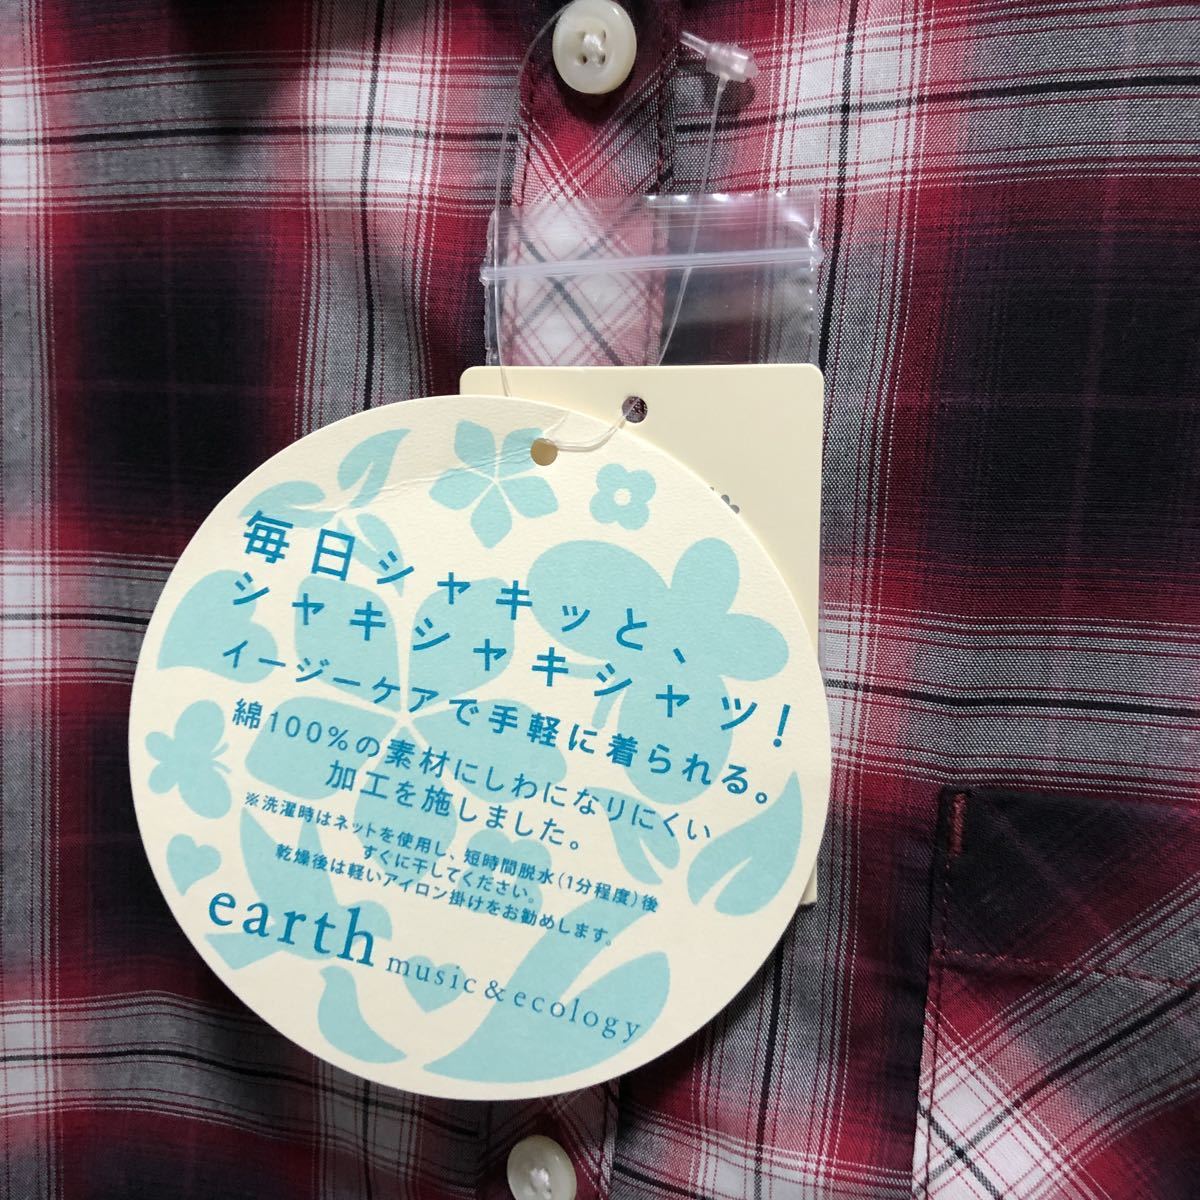 毎日シャキッと、
シャキシャキシャツ！
イージーケアで手軽に着られる。
綿100%の素材にしわになりにくい
加工を施しました。
※洗濯時はネットを使用し、短時間脱水(1分程度)後
すぐに干してください。
乾燥後は軽いアイロン掛けをお勧めします。
earth music & ecology